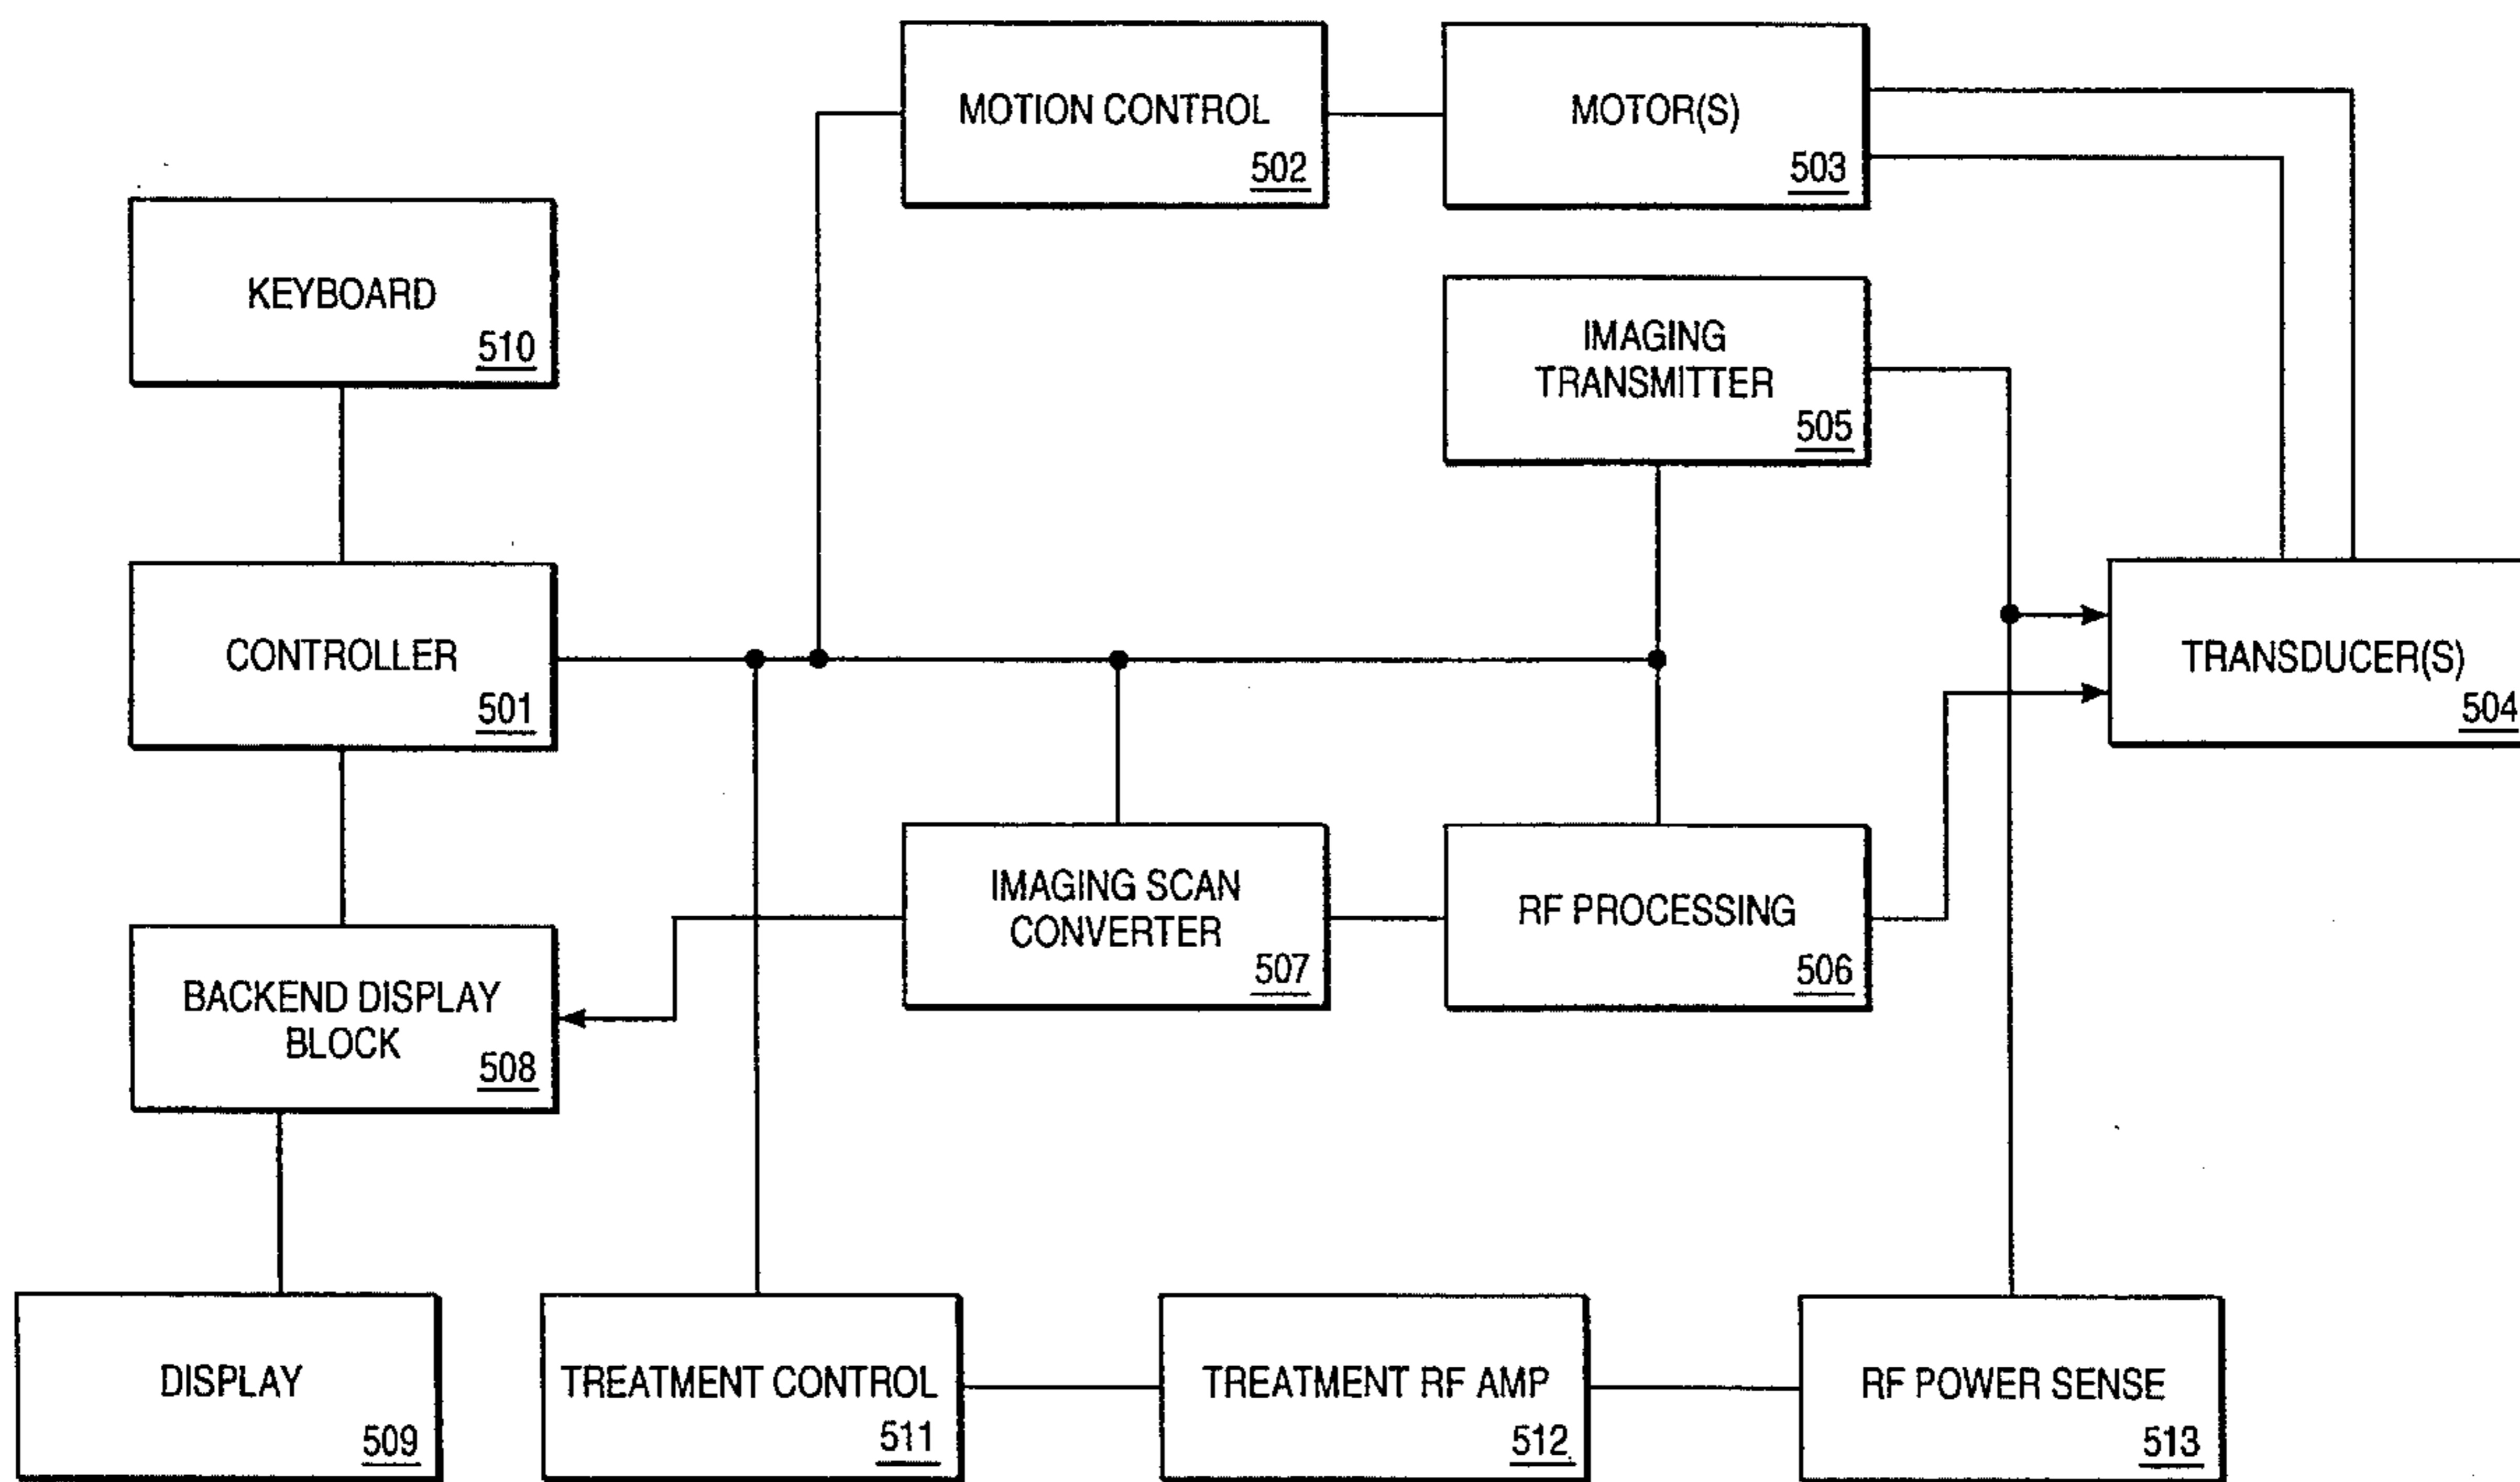 MOTION CONTROL
502
MOTOR(S)
503
KEYBOARD
510
IMAGING
TRANSMITTER
505
CONTROLLER
501
TRANSDUCER(S)
504
IMAGING SCAN
CONVERTER
507
RF PROCESSING
506
BACKEND DISPLAY
BLOCK
508
DISPLAY
509
TREATMENT CONTROL
511
TREATMENT RF AMP
512
RF POWER SENSE
513